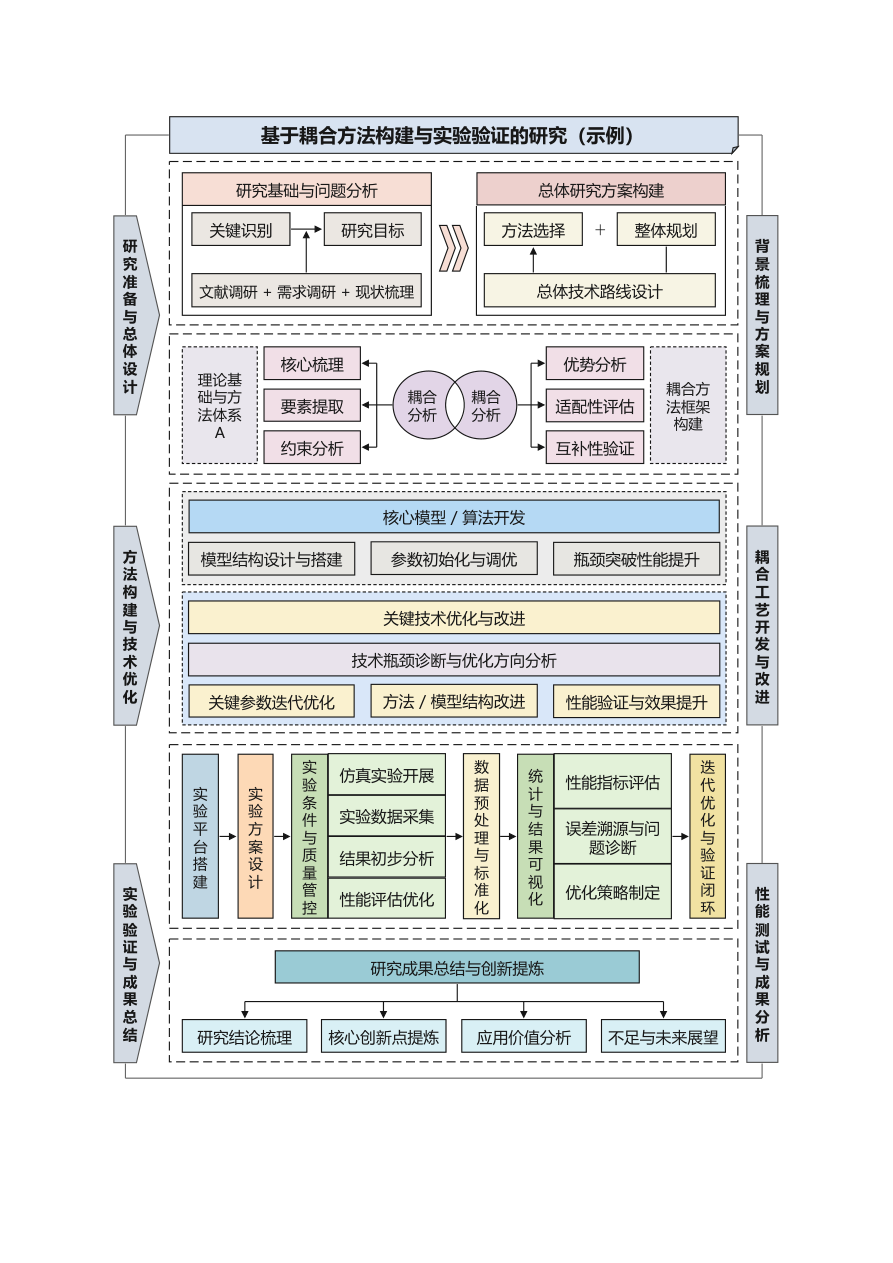 基于耦合方法构建与实验验证的研究（示例）
研究准备与总体设计
研究基础与问题分析
关键识别
研究目标
文献调研 + 需求调研 + 现状梳理
总体研究方案构建
方法选择
+
整体规划
总体技术路线设计
背景梳理与方案规划
理论基
础与方
法体系
A
核心梳理
要素提取
约束分析
耦合
分析
耦合
分析
优势分析
适配性评估
互补性验证
耦合方
法框架
构建
方法构建与技术优化
核心模型 / 算法开发
模型结构设计与搭建
参数初始化与调优
瓶颈突破性能提升
关键技术优化与改进
技术瓶颈诊断与优化方向分析
关键参数迭代优化
方法 / 模型结构改进
性能验证与效果提升
耦合工艺开发与改进
实验验证与成果总结
实验平台搭建
实验方案设计
实验条件与质量管控
仿真实验开展
实验数据采集
结果初步分析
性能评估优化
数据预处理与标准化
统计与结果可视化
性能指标评估
误差溯源与问
题诊断
优化策略制定
迭代优化与验证闭环
研究成果总结与创新提炼
研究结论梳理
核心创新点提炼
应用价值分析
不足与未来展望
性能测试与成果分析